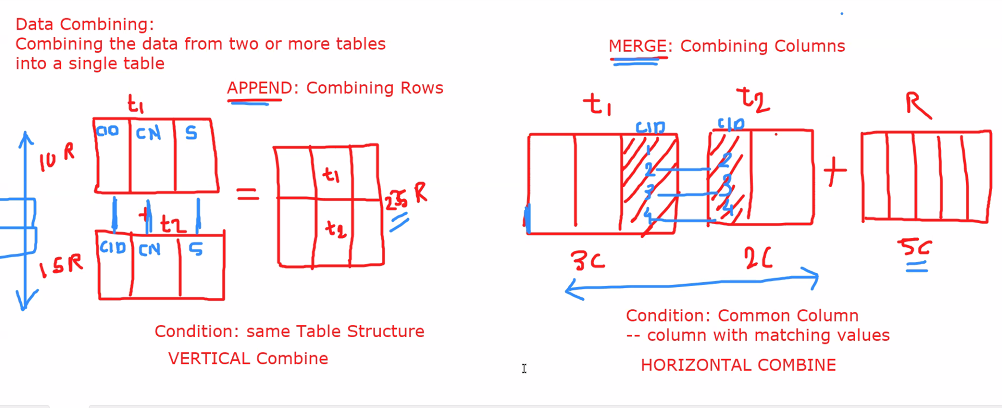 Data Combining:
Combining the data from two or more tables
into a single table
APPEND: Combining Rows
t1
CN S
10 R
+ t2
CID CN S
15 R
=
t1
t2
25 R
Condition: same Table Structure
VERTICAL Combine
MERGE: Combining Columns
t1 t2 R
CID CID
1
2 2
3 3
4 4
+
3C 2C 5C
Condition: Common Column
-- column with matching values
HORIZONTAL COMBINE